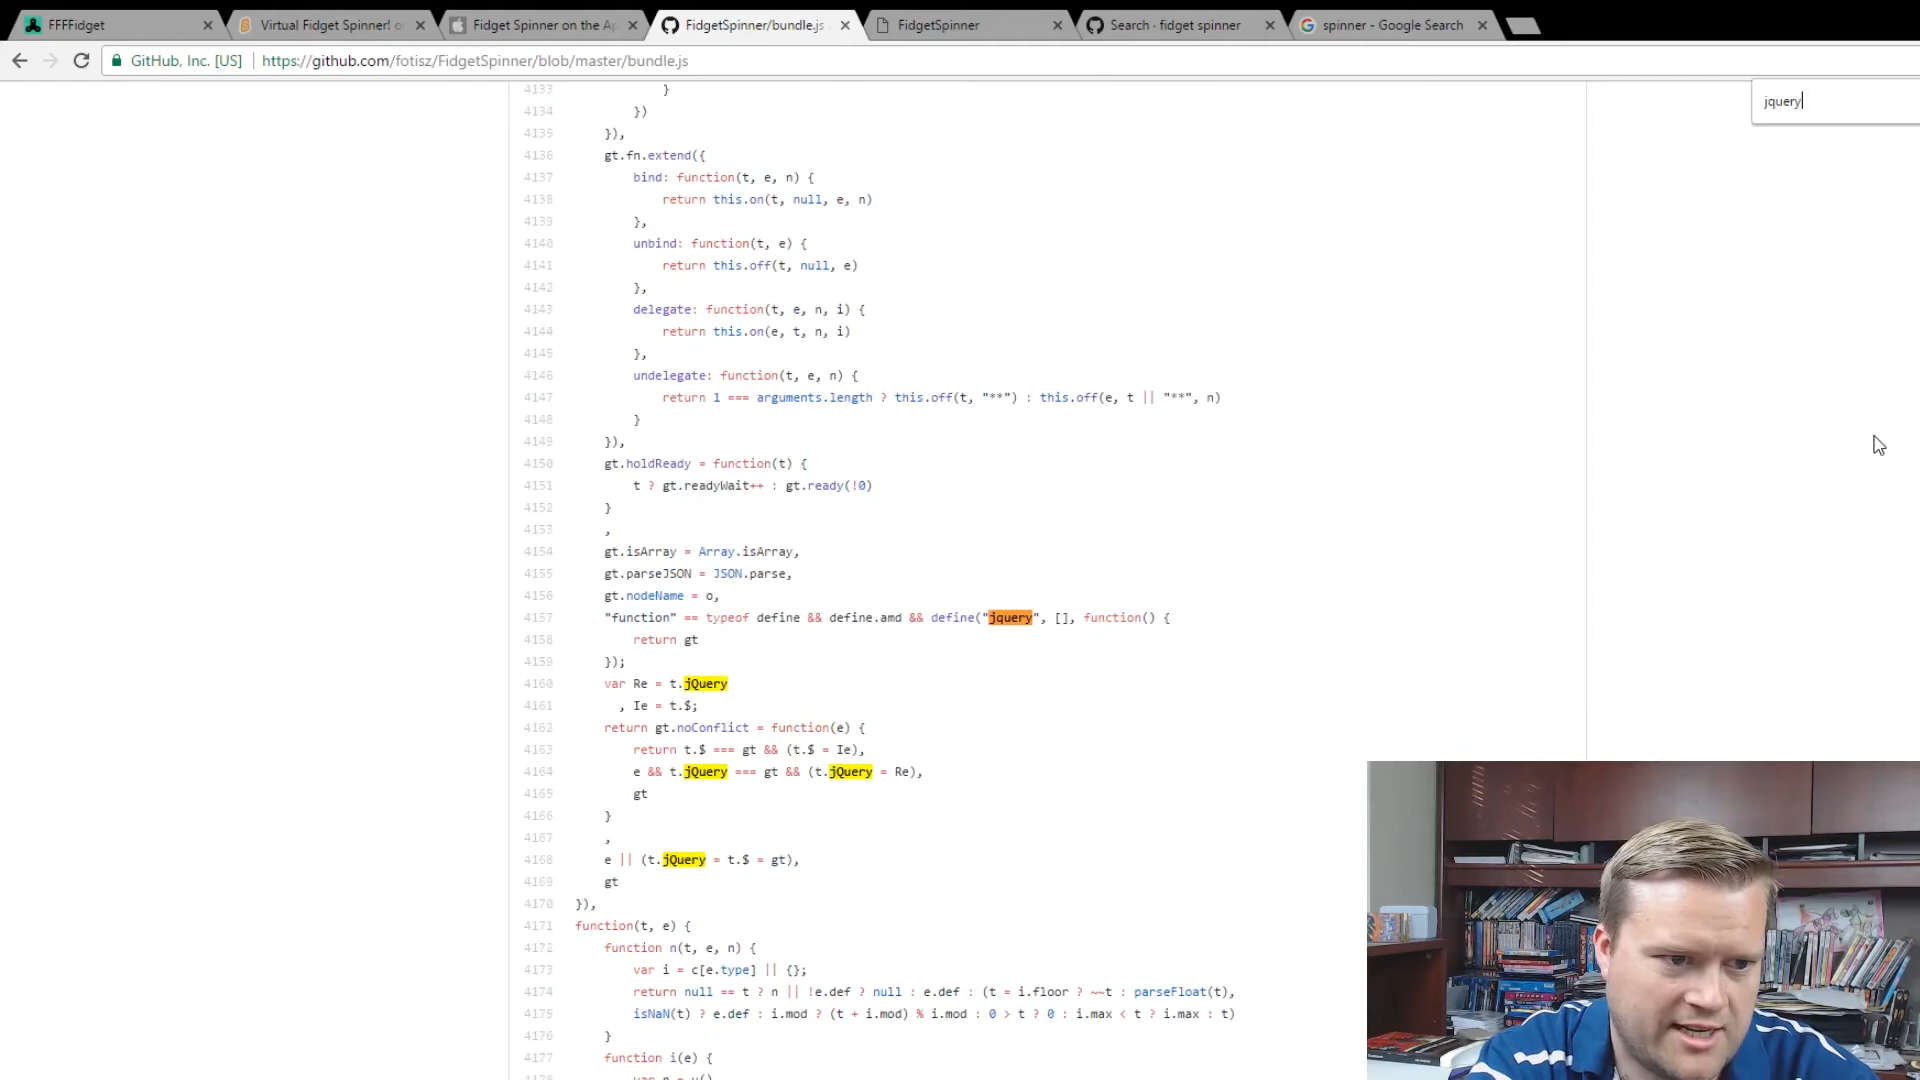 FFFFidget
Virtual Fidget Spinner! o
Fidget Spinner on the Ap
FidgetSpinner/bundle.js
FidgetSpinner
Search · fidget spinner
spinner - Google Search
GitHub, Inc. [US] | https://github.com/fotisz/FidgetSpinner/blob/master/bundle.js
jquery
4133 }
4134 })
4135 }),
4136 gt.fn.extend({
4137 bind: function(t, e, n) {
4138 return this.on(t, null, e, n)
4139 },
4140 unbind: function(t, e) {
4141 return this.off(t, null, e)
4142 },
4143 delegate: function(t, e, n, i) {
4144 return this.on(e, t, n, i)
4145 },
4146 undelegate: function(t, e, n) {
4147 return 1 === arguments.length ? this.off(t, "**") : this.off(e, t || "**", n)
4148 }
4149 }),
4150 gt.holdReady = function(t) {
4151 t ? gt.readyWait++ : gt.ready(!0)
4152 }
4153 ,
4154 gt.isArray = Array.isArray,
4155 gt.parseJSON = JSON.parse,
4156 gt.nodeName = o,
4157 "function" == typeof define && define.amd && define("jquery", [], function() {
4158 return gt
4159 });
4160 var Re = t.jQuery
4161 , Ie = t.$;
4162 return gt.noConflict = function(e) {
4163 return t.$ === gt && (t.$ = Ie),
4164 e && t.jQuery === gt && (t.jQuery = Re),
4165 gt
4166 }
4167 ,
4168 e || (t.jQuery = t.$ = gt),
4169 gt
4170 }),
4171 function(t, e) {
4172 function n(t, e, n) {
4173 var i = c[e.type] || {};
4174 return null == t ? n || !e.def ? null : e.def : (t = i.floor ? ~~t : parseFloat(t),
4175 isNaN(t) ? e.def : i.mod ? (t + i.mod) % i.mod : 0 > t ? 0 : i.max < t ? i.max : t)
4176 }
4177 function i(e) {
4178 var n = u()